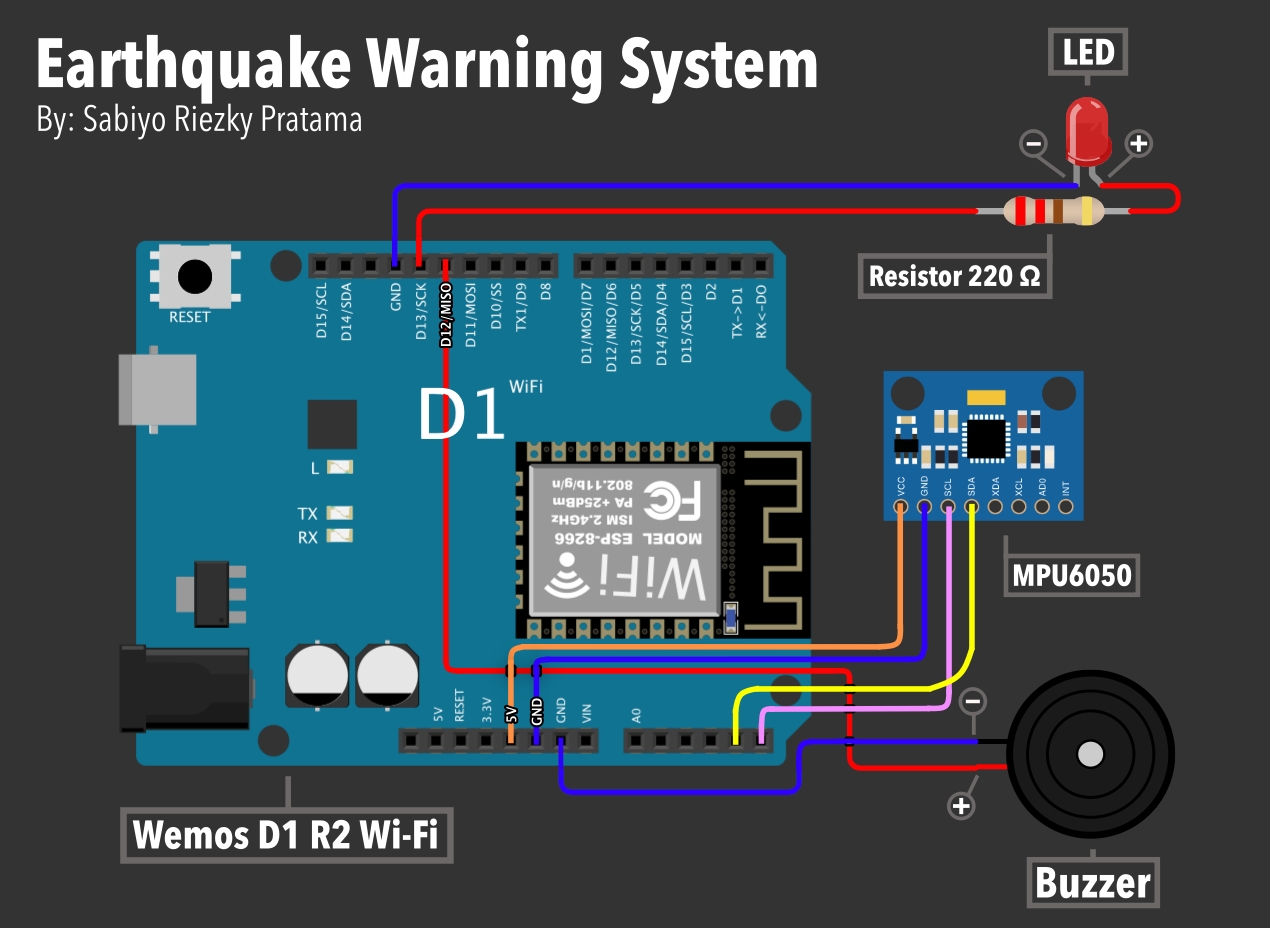 Earthquake Warning System
By: Sabiyo Riezky Pratama
LED
−
+
Resistor 220 Ω
RESET
D15/SCL
D14/SDA
GND
D13/SCK
D12/MISO
D11/MOSI
D10/SS
TX1/D9
D8
D1/MOSI/D7
D12/MISO/D6
D13/SCK/D5
D14/SDA/D4
D15/SCL/D3
D2
TX->D1
RX<-DO
D1
WiFi
L
TX
RX
WiFi
MODEL ESP-8266
ISM 2.4GHz
PA +25dBm
802.11b/g/n
FC
VCC
GND
SCL
SDA
XDA
XCL
AD0
INT
MPU6050
5V
RESET
3.3V
5V
GND
GND
VIN
A0
−
+
Wemos D1 R2 Wi-Fi
Buzzer